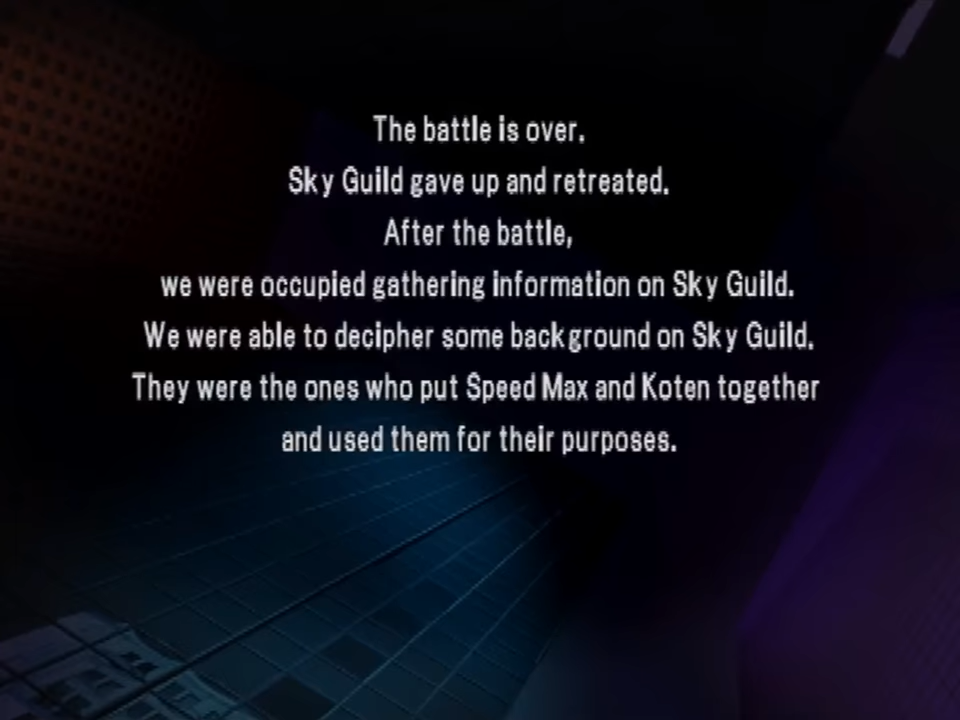 The battle is over.
Sky Guild gave up and retreated.
After the battle,
we were occupied gathering information on Sky Guild.
We were able to decipher some background on Sky Guild.
They were the ones who put Speed Max and Koten together
and used them for their purposes.